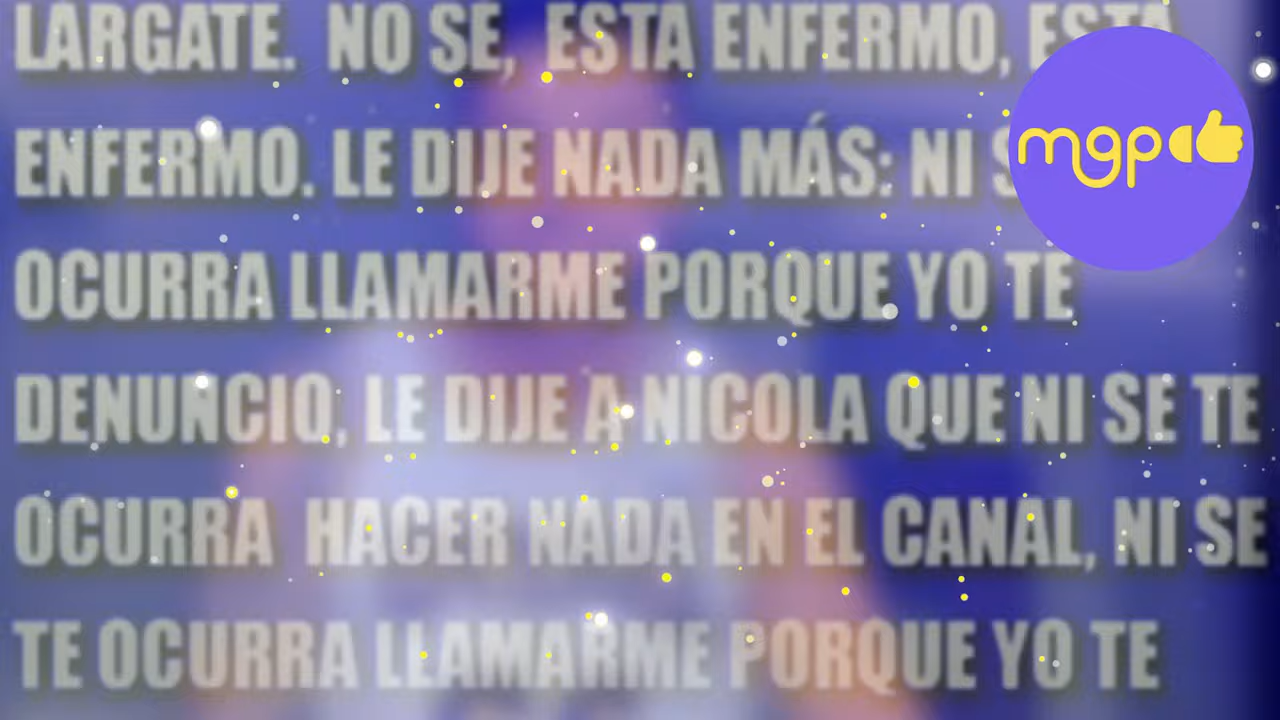 LARGATE. NO SE, ESTA ENFERMO, ESTA
mgp
ENFERMO. LE DIJE NADA MÁS: NI
OCURRA LLAMARME PORQUE YO TE
DENUNCIO, LE DIJE A NICOLA QUE NI SE TE
OCURRA HACER NADA EN EL CANAL, NI SE
TE OCURRA LLAMARME PORQUE YO TE